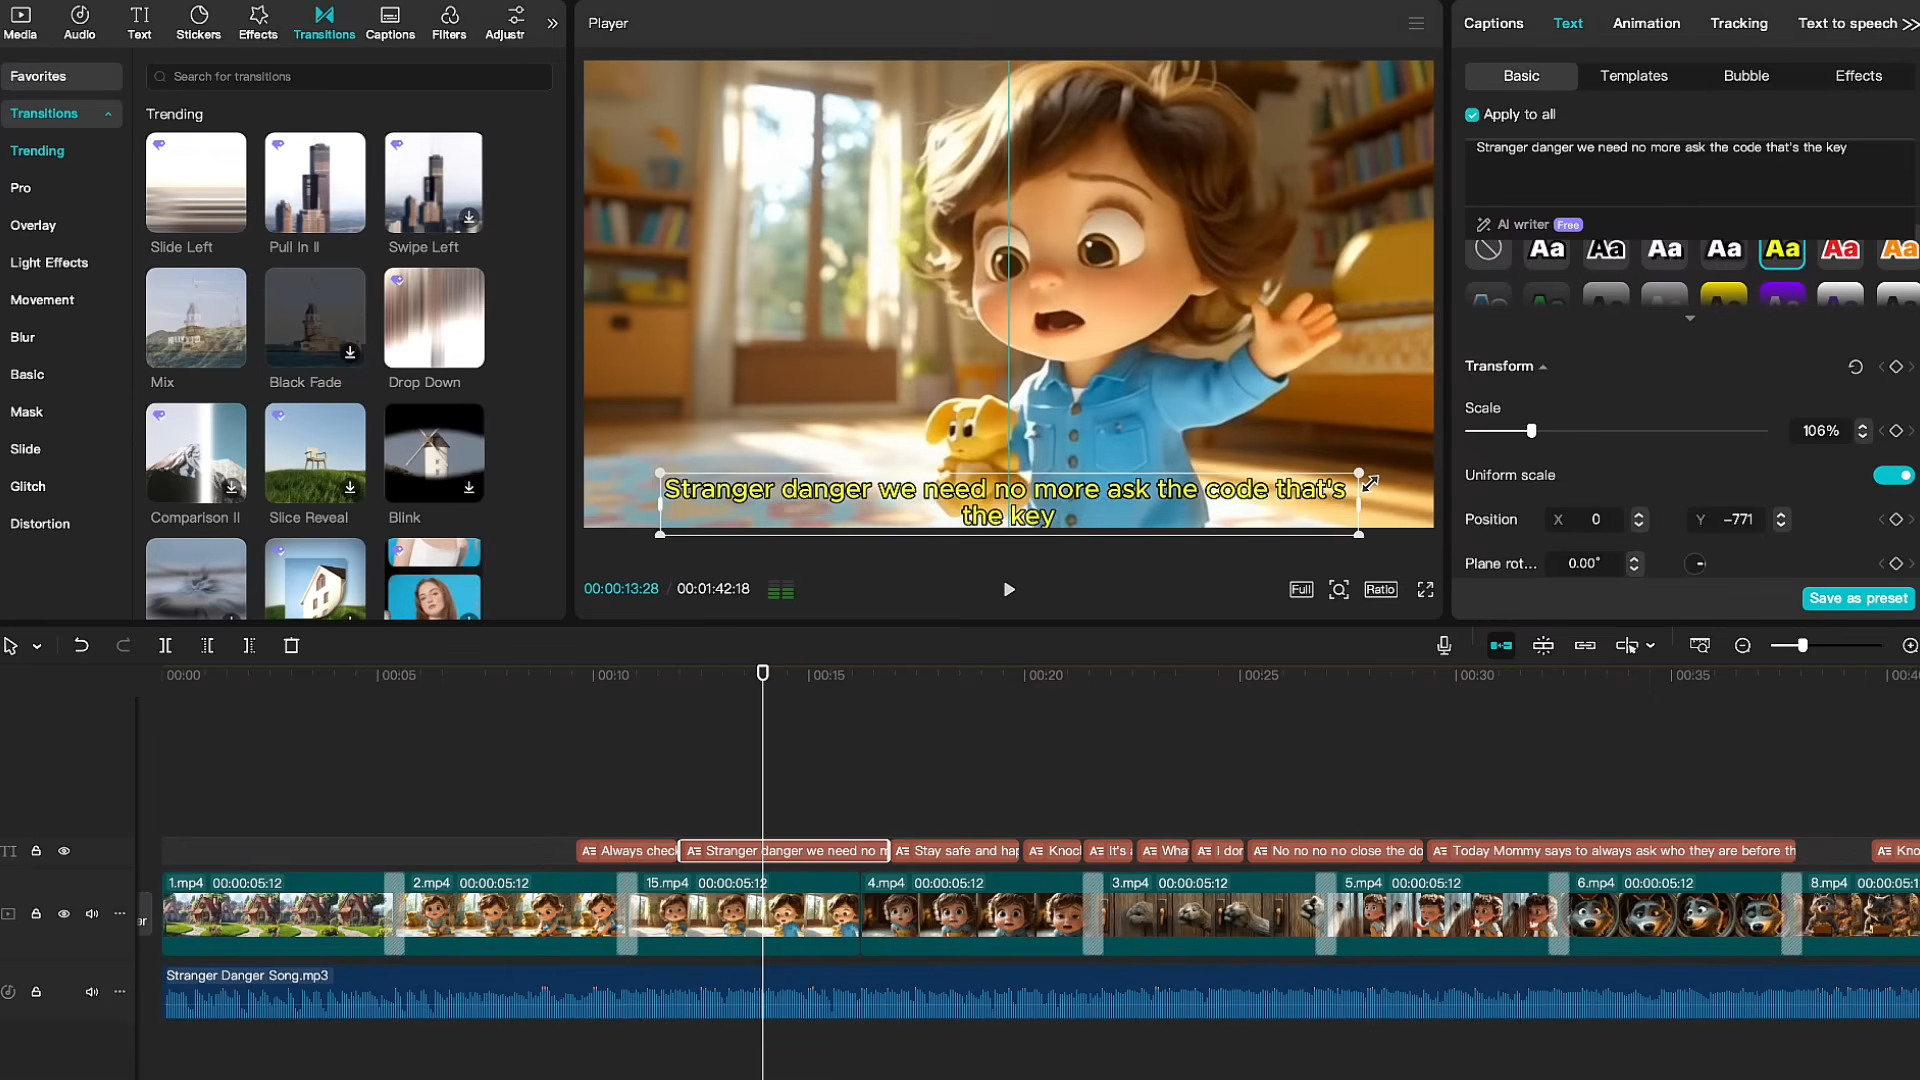 Media
Audio
TI
Text
Stickers
Effects
Transitions
Captions
Filters
Adjustr
Player
Captions
Text
Animation
Tracking
Text to speech
Favorites
Search for transitions
Basic
Templates
Bubble
Effects
Transitions
Trending
Apply to all
Trending
Stranger danger we need no more ask the code that's the key
Pro
AI writer Free
Overlay
Slide Left
Pull In II
Swipe Left
Aa Aa Aa Aa Aa Aa Aa
Light Effects
Movement
Blur
Transform
Basic
Mix
Black Fade
Drop Down
Scale
Mask
106%
Slide
Uniform scale
Glitch
Stranger danger we need no more ask the code that's
the key
Comparison II
Slice Reveal
Blink
Position X 0 Y -771
Distortion
Plane rot... 0.00°
00:00:13:28 / 00:01:42:18
Full
Ratio
Save as preset
00:00
00:05
00:10
00:15
00:20
00:25
00:30
00:35
TI
Always check
Stranger danger we need no
Stay safe and hap
It's
I don
No no no no close the do
Today Mommy says to always ask who they are before th
Kno
1.mp4 00:00:05:12
2.mp4 00:00:05:12
15.mp4 00:00:05:12
4.mp4 00:00:05:12
3.mp4 00:00:05:12
5.mp4 00:00:05:12
6.mp4 00:00:05:12
8.mp4 00:00:05:1
Stranger Danger Song.mp3